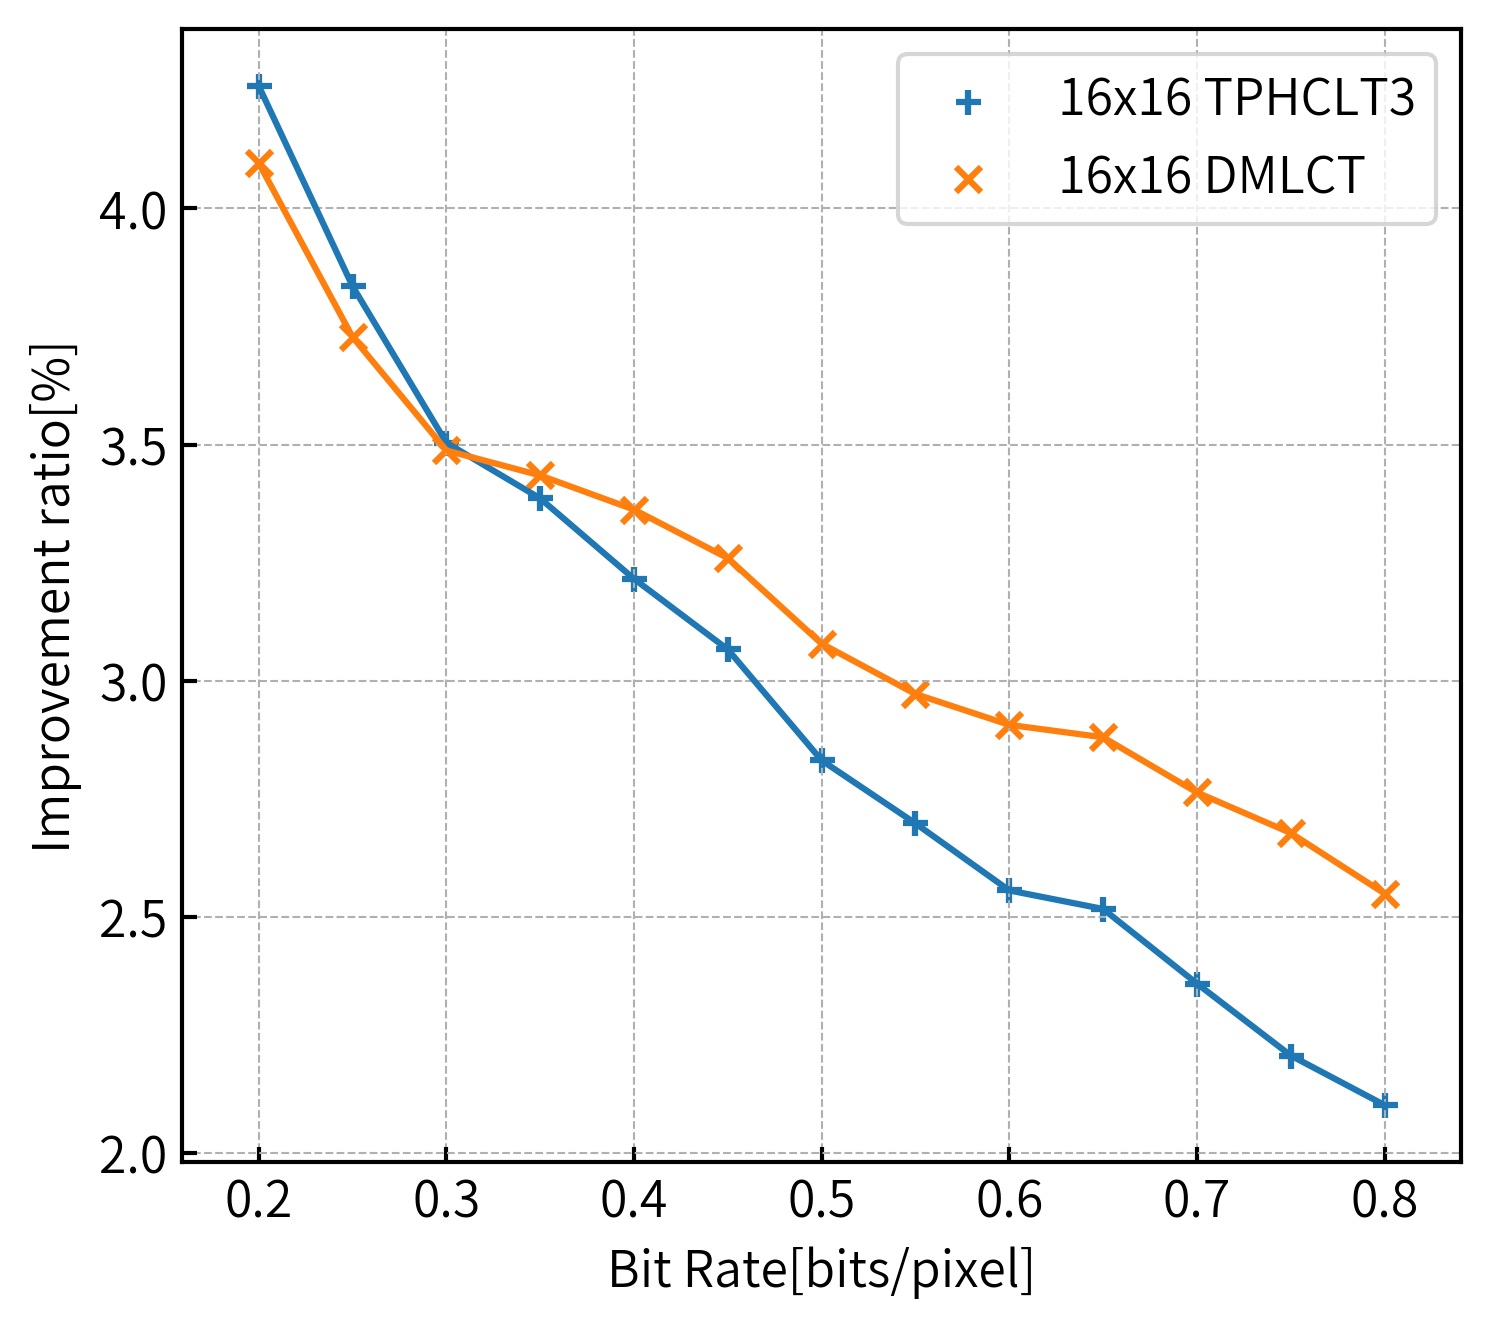 16x16 TPHCLT3
16x16 DMLCT
4.0
3.5
3.0
2.5
2.0
Improvement ratio[%]
0.2 0.3 0.4 0.5 0.6 0.7 0.8
Bit Rate[bits/pixel]